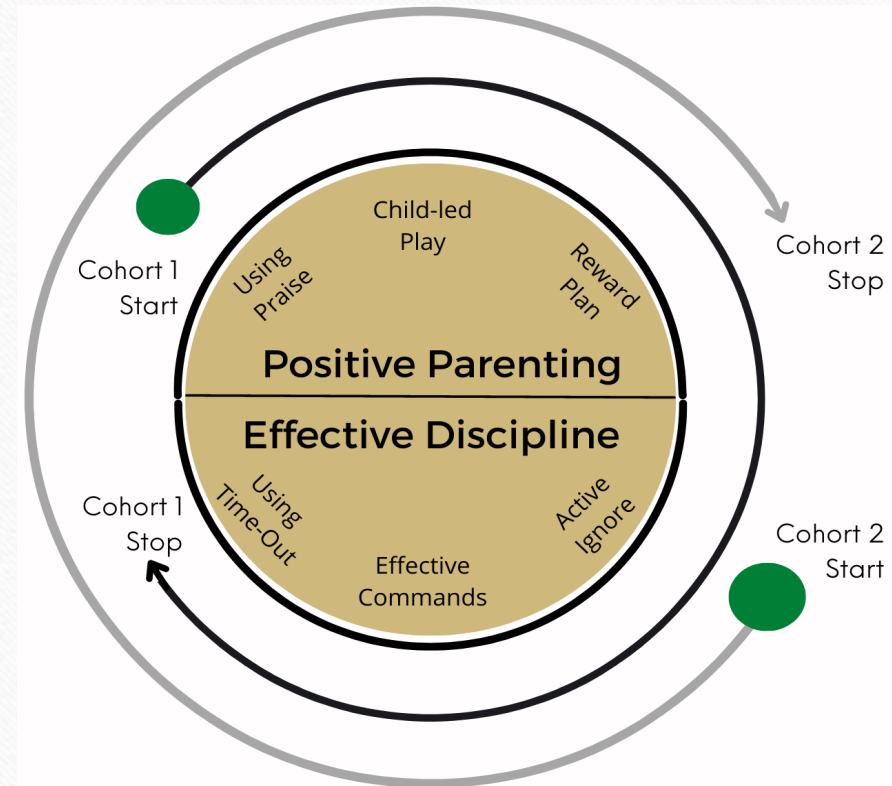 Child-led
Play
Using
Praise
Reward
Plan
Cohort 2
Stop
Cohort 1
Start
Positive Parenting
Effective Discipline
Using
Time-Out
Active
Ignore
Cohort 1
Stop
Cohort 2
Start
Effective
Commands